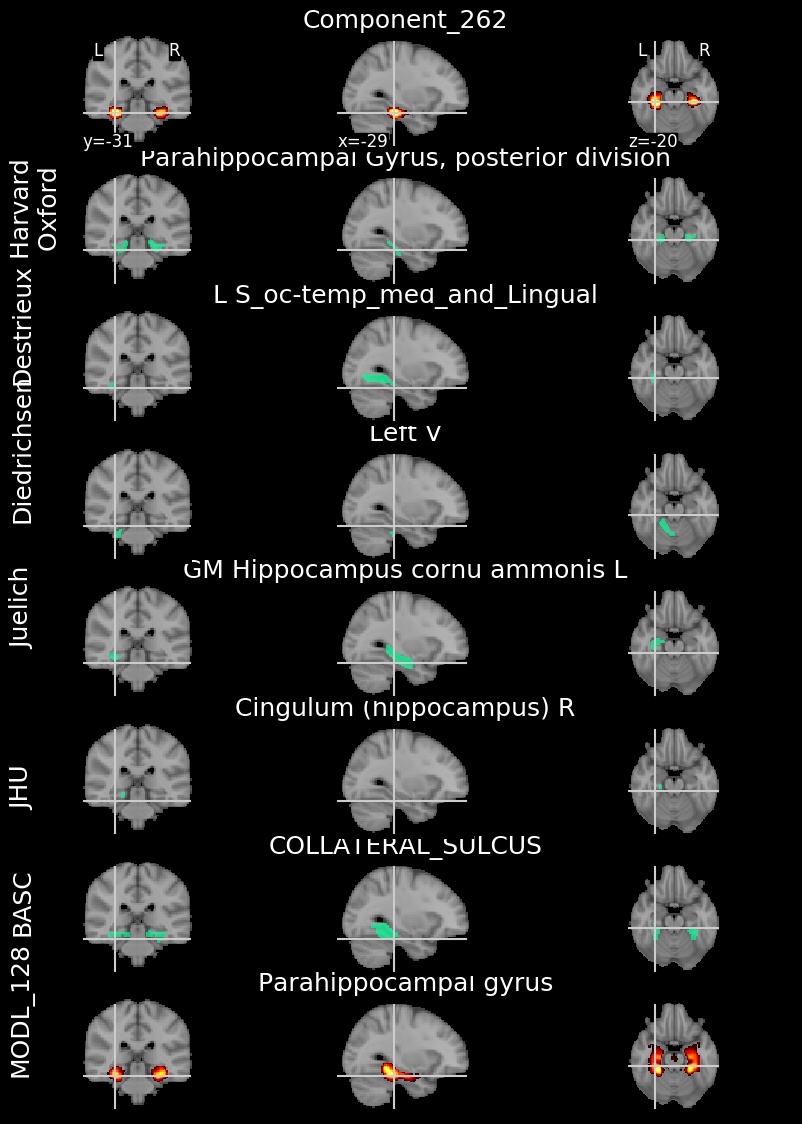 Component_262
L R L R
y=-31 x=-29 z=-20
Harvard
Oxford
Parahippocampal Gyrus, posterior division
Destrieux
L S_oc-temp_med_and_Lingual
Diedrichsen
Left V
Juelich
GM Hippocampus cornu ammonis L
JHU
Cingulum (hippocampus) R
BASC
COLLATERAL_SULCUS
MODL_128
Parahippocampal gyrus